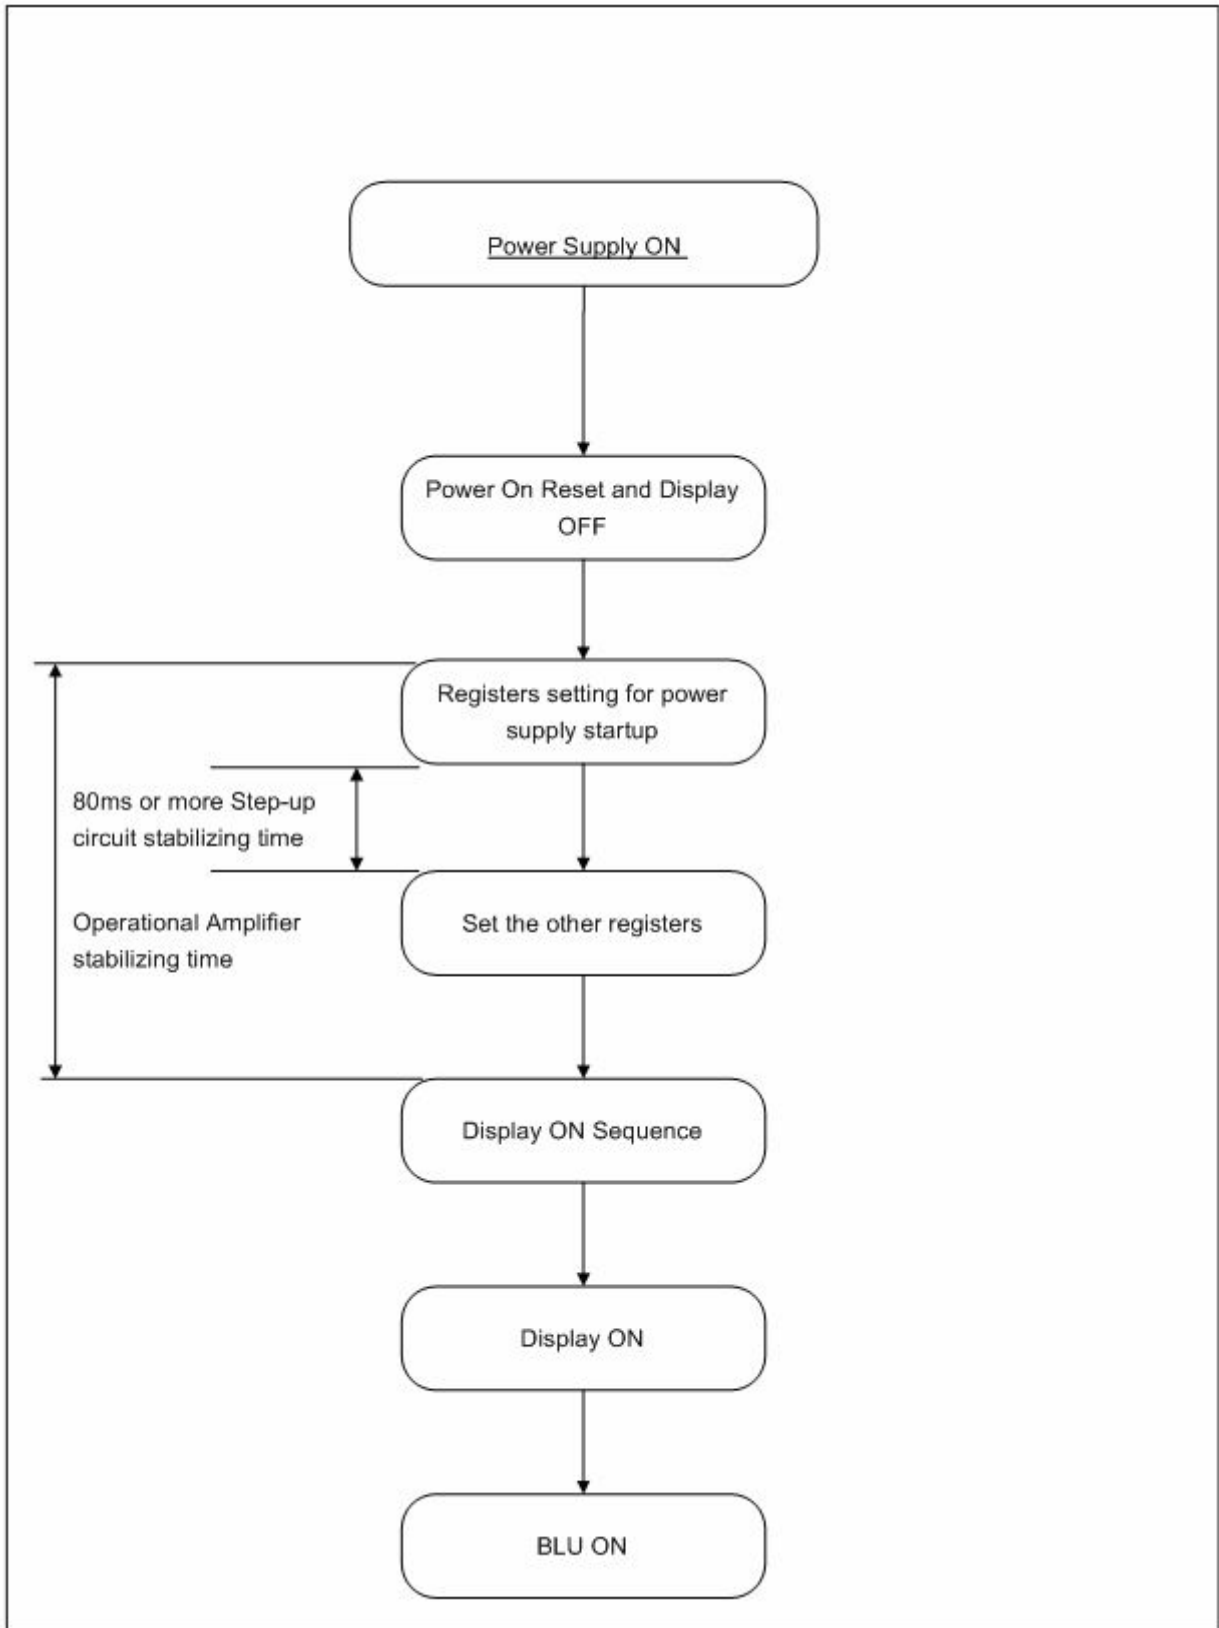 Power Supply ON
Power On Reset and Display
OFF
Registers setting for power
supply startup
80ms or more Step-up
circuit stabilizing time
Operational Amplifier
stabilizing time
Set the other registers
Display ON Sequence
Display ON
BLU ON